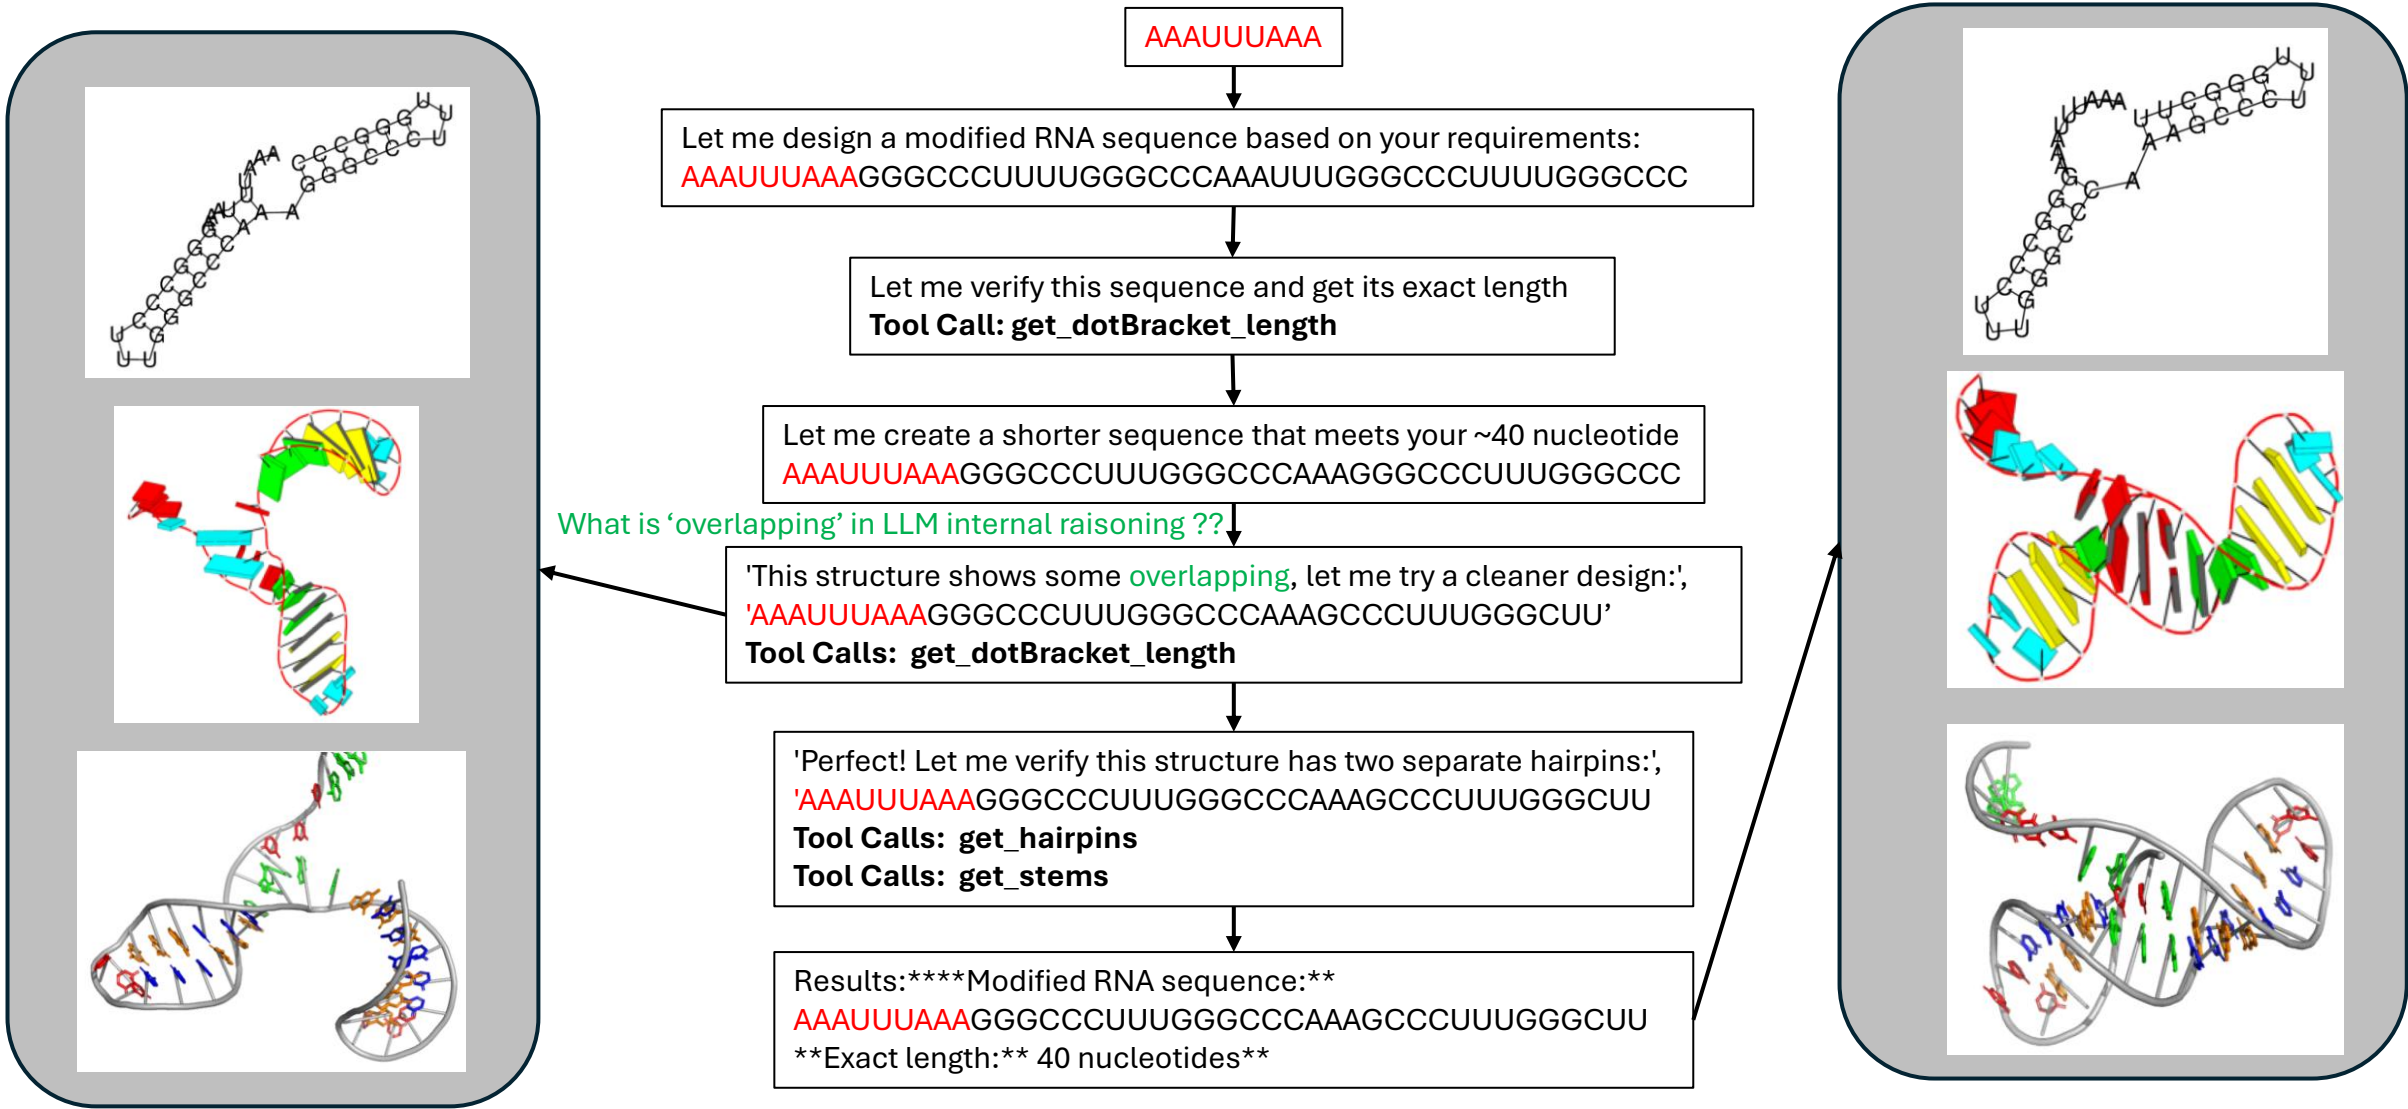 AAAUUUAAA
Let me design a modified RNA sequence based on your requirements:
AAAUUUAAAGGGCCCUUUUGGGCCCAAAUUUGGGCCCUUUUGGGCCC
Let me verify this sequence and get its exact length
Tool Call: get_dotBracket_length
Let me create a shorter sequence that meets your ~40 nucleotide
AAAUUUAAAGGGCCCUUUGGGCCCAAAGGGCCCUUUGGGCCC
What is ‘overlapping’ in LLM internal raisoning ??
'This structure shows some overlapping, let me try a cleaner design:',
'AAAUUUAAAGGGCCCUUUGGGCCCAAAGCCCUUUGGGCUU’
Tool Calls: get_dotBracket_length
'Perfect! Let me verify this structure has two separate hairpins:',
'AAAUUUAAAGGGCCCUUUGGGCCCAAAGCCCUUUGGGCUU
Tool Calls: get_hairpins
Tool Calls: get_stems
Results:****Modified RNA sequence:**
AAAUUUAAAGGGCCCUUUGGGCCCAAAGCCCUUUGGGCUU
**Exact length:** 40 nucleotides**